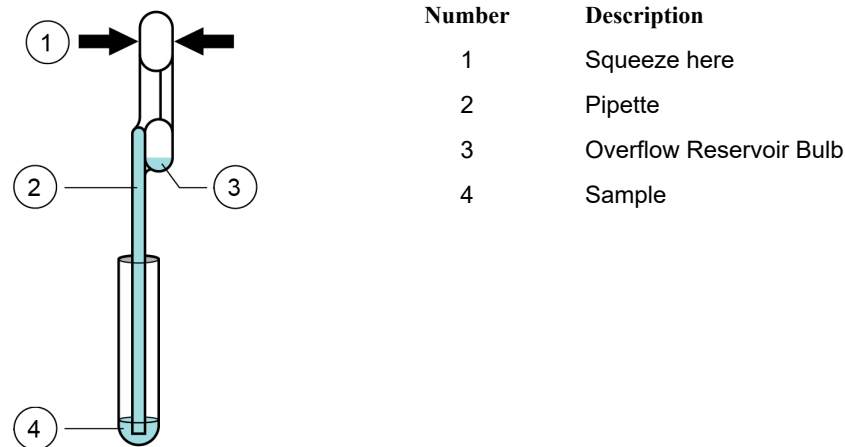 1
2
3
4
Number Description
1 Squeeze here
2 Pipette
3 Overflow Reservoir Bulb
4 Sample